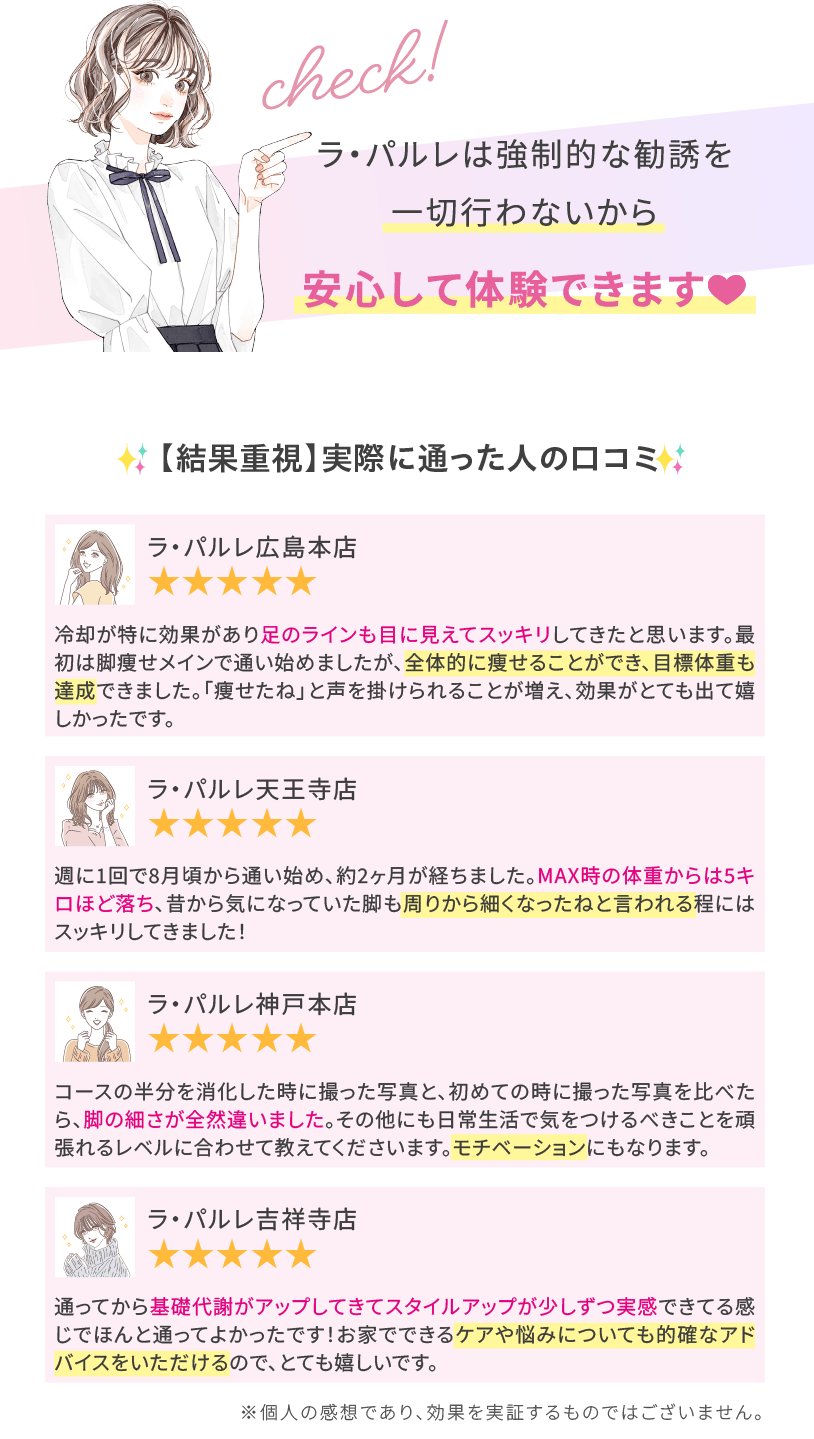 check!
ラ・パルレは強制的な勧誘を
一切行わないから
安心して体験できます♥
【結果重視】実際に通った人の口コミ
ラ・パルレ広島本店
★★★★★
冷却が特に効果があり足のラインも目に見えてスッキリしてきたと思います。最
初は脚痩せメインで通い始めましたが、全体的に痩せることができ、目標体重も
達成できました。「痩せたね」と声を掛けられることが増え、効果がとても出て嬉
しかったです。
ラ・パルレ天王寺店
★★★★★
週に1回で8月頃から通い始め、約2ヶ月が経ちました。MAX時の体重からは5キ
ロほど落ち、昔から気になっていた脚も周りから細くなったねと言われる程には
スッキリしてきました!
ラ・パルレ神戸本店
★★★★★
コースの半分を消化した時に撮った写真と、初めての時に撮った写真を比べた
ら、脚の細さが全然違いました。その他にも日常生活で気をつけるべきことを頑
張れるレベルに合わせて教えてくださいます。モチベーションにもなります。
ラ・パルレ吉祥寺店
★★★★★
通ってから基礎代謝がアップしてきてスタイルアップが少しずつ実感できてる感
じでほんと通ってよかったです!お家でできるケアや悩みについても的確なアド
バイスをいただけるので、とても嬉しいです。
※個人の感想であり、効果を実証するものではございません。